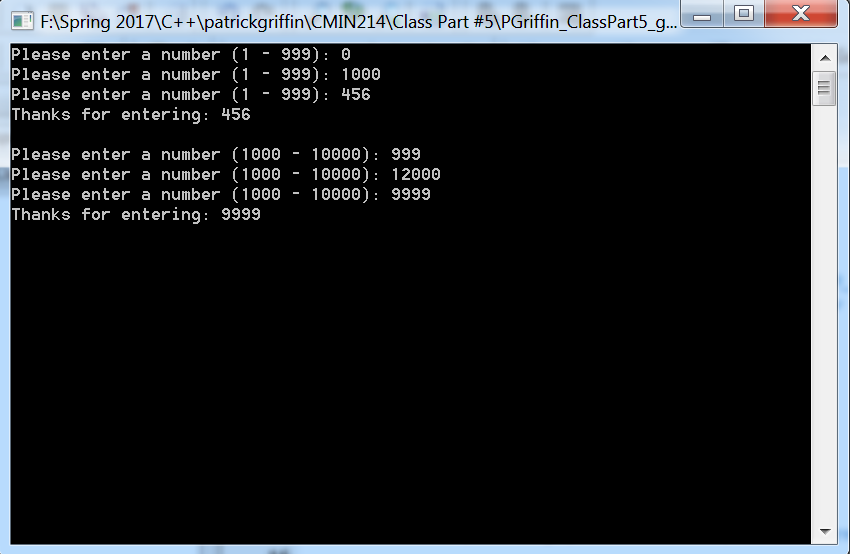 F:\Spring 2017\C++\patrickgriffin\CMIN214\Class Part #5\PGriffin_ClassPart5_g...
Please enter a number (1 - 999): 0
Please enter a number (1 - 999): 1000
Please enter a number (1 - 999): 456
Thanks for entering: 456
Please enter a number (1000 - 10000): 999
Please enter a number (1000 - 10000): 12000
Please enter a number (1000 - 10000): 9999
Thanks for entering: 9999